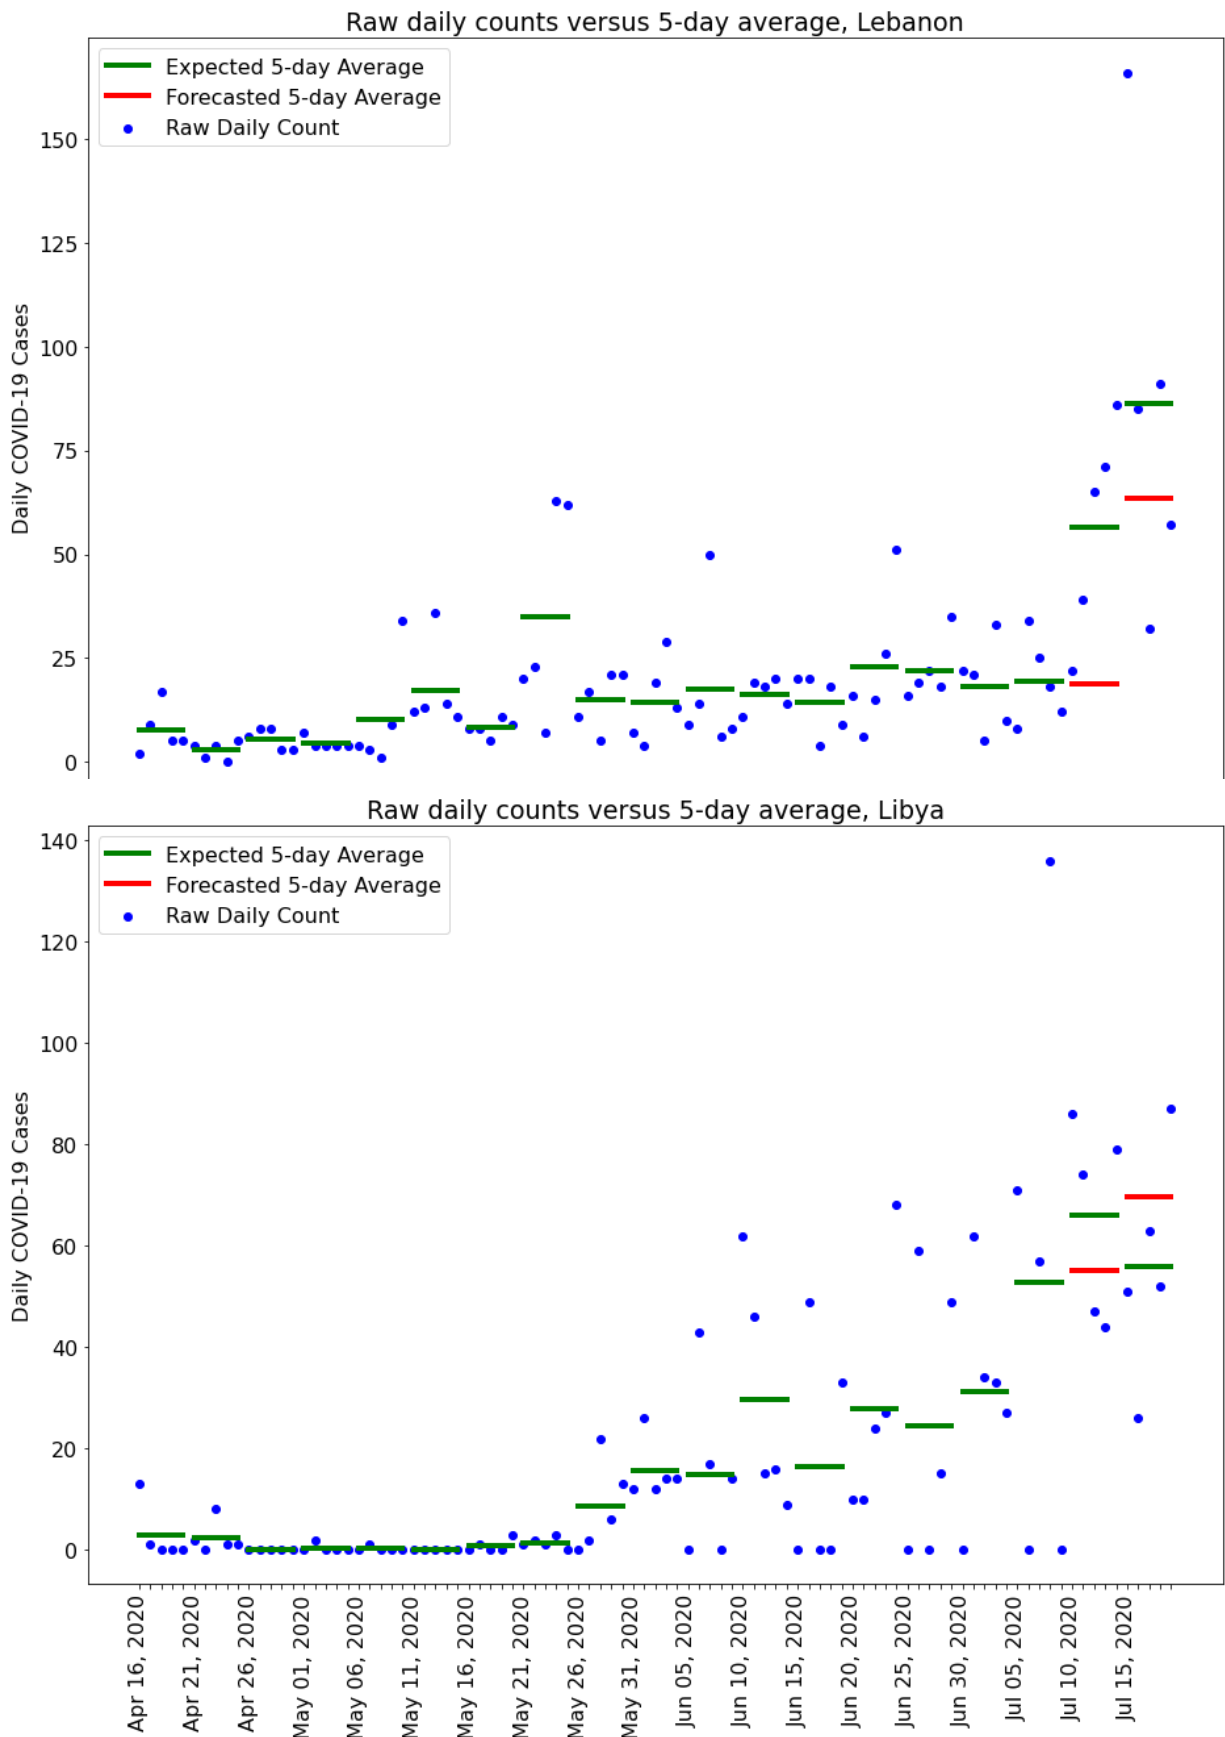 Raw daily counts versus 5-day average, Lebanon
Expected 5-day Average
Forecasted 5-day Average
Raw Daily Count
Daily COVID-19 Cases
150
125
100
75
50
25
0
Raw daily counts versus 5-day average, Libya
Expected 5-day Average
Forecasted 5-day Average
Raw Daily Count
Daily COVID-19 Cases
140
120
100
80
60
40
20
0
Apr 16, 2020
Apr 21, 2020
Apr 26, 2020
May 01, 2020
May 06, 2020
May 11, 2020
May 16, 2020
May 21, 2020
May 26, 2020
May 31, 2020
Jun 05, 2020
Jun 10, 2020
Jun 15, 2020
Jun 20, 2020
Jun 25, 2020
Jun 30, 2020
Jul 05, 2020
Jul 10, 2020
Jul 15, 2020